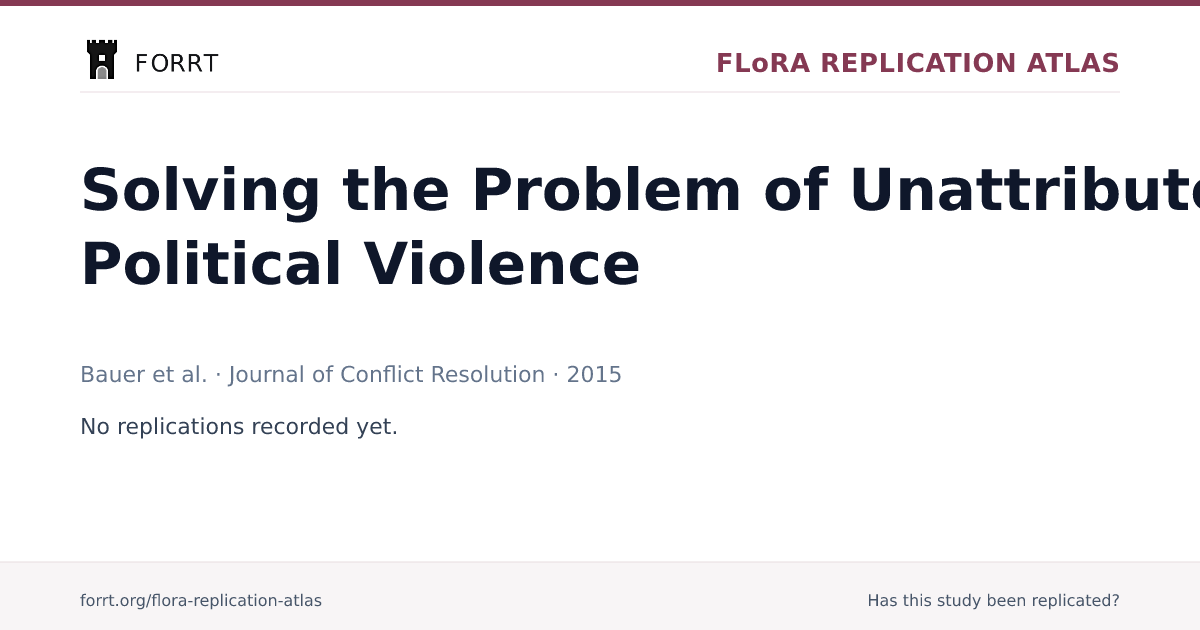 FORRT
FLoRA REPLICATION ATLAS
Solving the Problem of Unattribute
Political Violence
Bauer et al. · Journal of Conflict Resolution · 2015
No replications recorded yet.
forrt.org/flora-replication-atlas
Has this study been replicated?